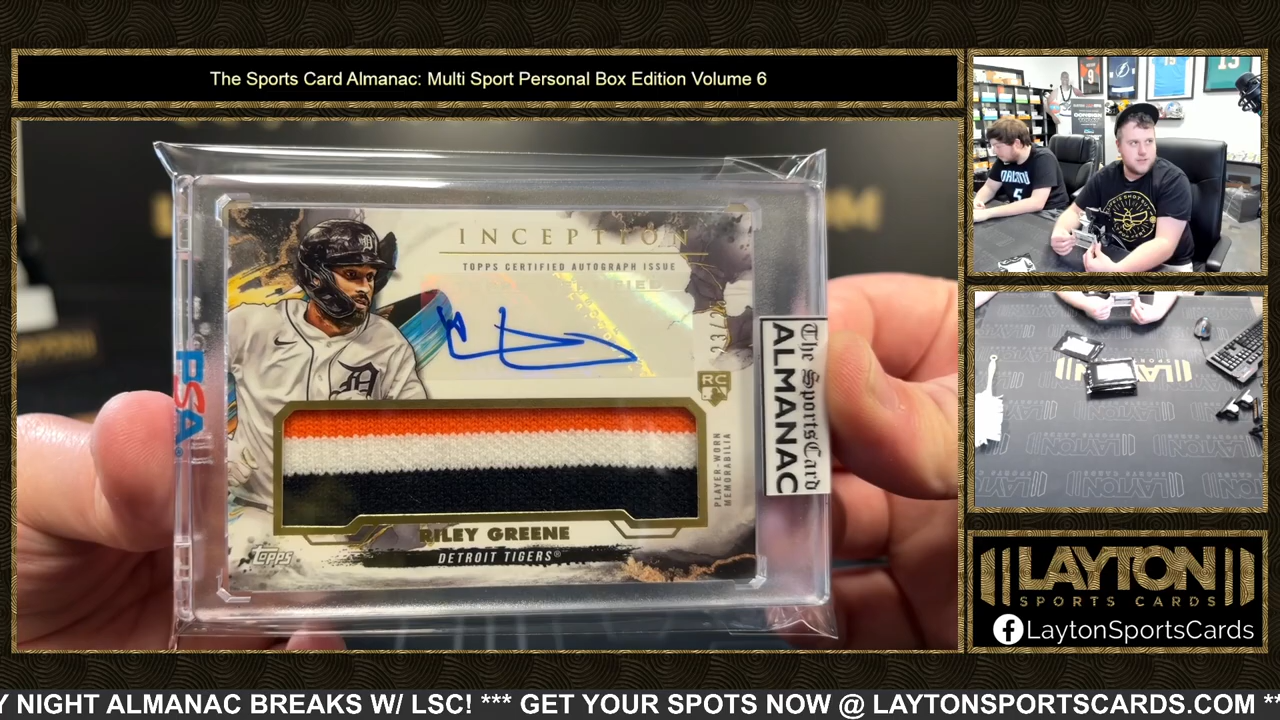 The Sports Card Almanac: Multi Sport Personal Box Edition Volume 6
INCEPTION
TOPPS CERTIFIED AUTOGRAPH ISSUE
RC
PLAYER-WORN
MEMORABILIA
RILEY GREENE
DETROIT TIGERS®
Topps
PSA
The SportsCard
ALMANAC
LAYTON
SPORTS CARDS
LaytonSportsCards
Y NIGHT ALMANAC BREAKS W/ LSC! *** GET YOUR SPOTS NOW @ LAYTONSPORTSCARDS.COM **